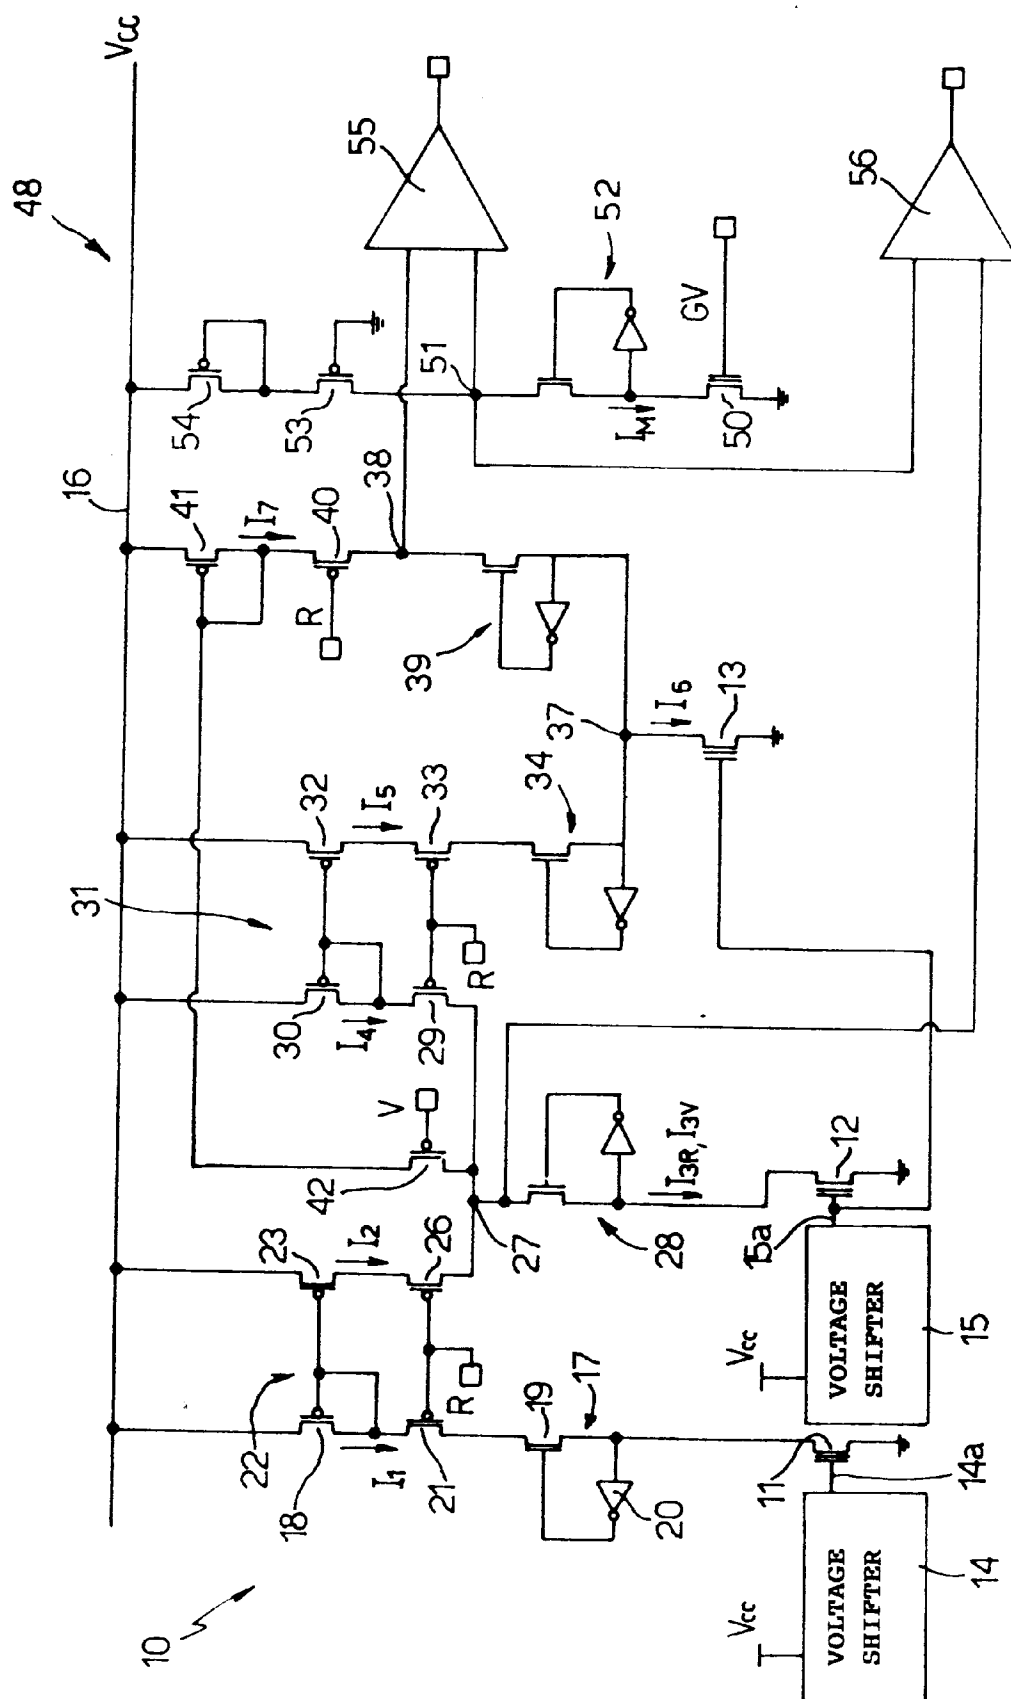 48
Vcc
16
54
53
41
I7
40
R
38
51
55
52
IM
50
GV
56
39
31
32
I5
33
30
I4
29
R
34
37
I6
13
V
42
23
I2
26
22
18
I1
21
R
27
28
I3R, I3V
19
17
20
12
15a
Vcc
VOLTAGE
SHIFTER
15
11
14a
Vcc
VOLTAGE
SHIFTER
14
10